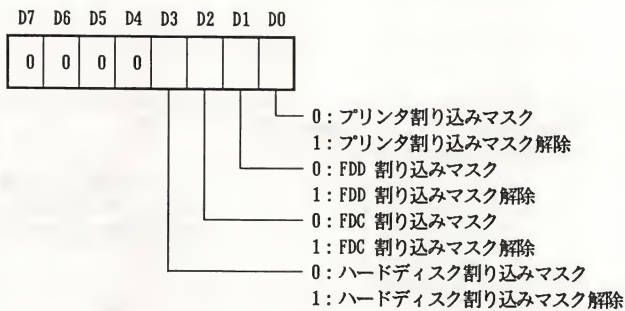 D7 D6 D5 D4 D3 D2 D1 D0
0 0 0 0
0:プリンタ割り込みマスク
1:プリンタ割り込みマスク解除
0:FDD 割り込みマスク
1:FDD 割り込みマスク解除
0:FDC 割り込みマスク
1:FDC 割り込みマスク解除
0:ハードディスク割り込みマスク
1:ハードディスク割り込みマスク解除